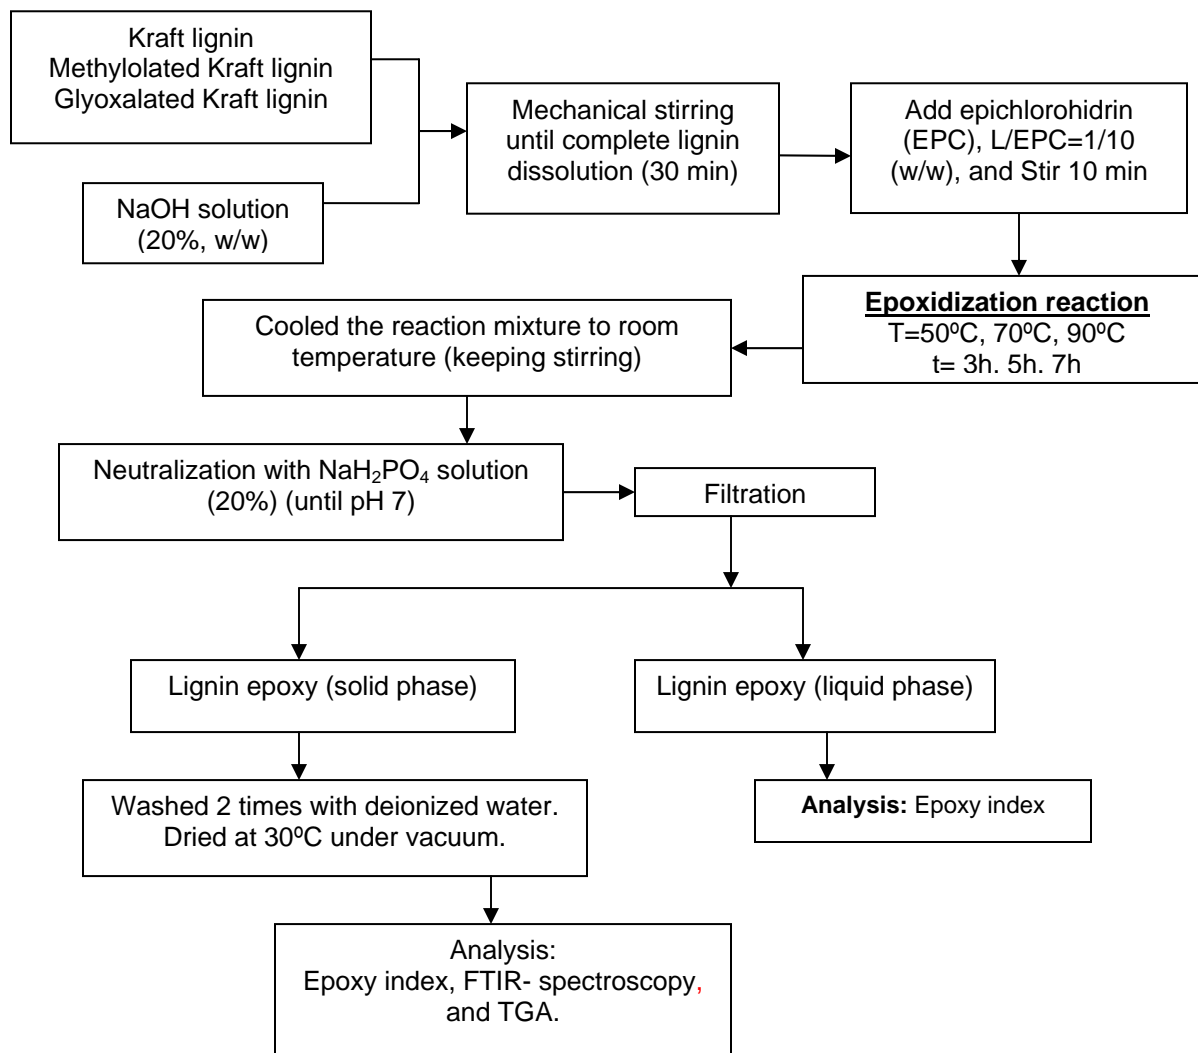 Kraft lignin
Methylolated Kraft lignin
Glyoxalated Kraft lignin
NaOH solution
(20%, w/w)
Mechanical stirring
until complete lignin
dissolution (30 min)
Add epichlorohidrin
(EPC), L/EPC=1/10
(w/w), and Stir 10 min
Epoxidization reaction
T=50ºC, 70ºC, 90ºC
t= 3h. 5h. 7h
Cooled the reaction mixture to room
temperature (keeping stirring)
Neutralization with NaH₂PO₄ solution
(20%) (until pH 7)
Filtration
Lignin epoxy (solid phase)
Lignin epoxy (liquid phase)
Washed 2 times with deionized water.
Dried at 30ºC under vacuum.
Analysis: Epoxy index
Analysis:
Epoxy index, FTIR- spectroscopy,
and TGA.